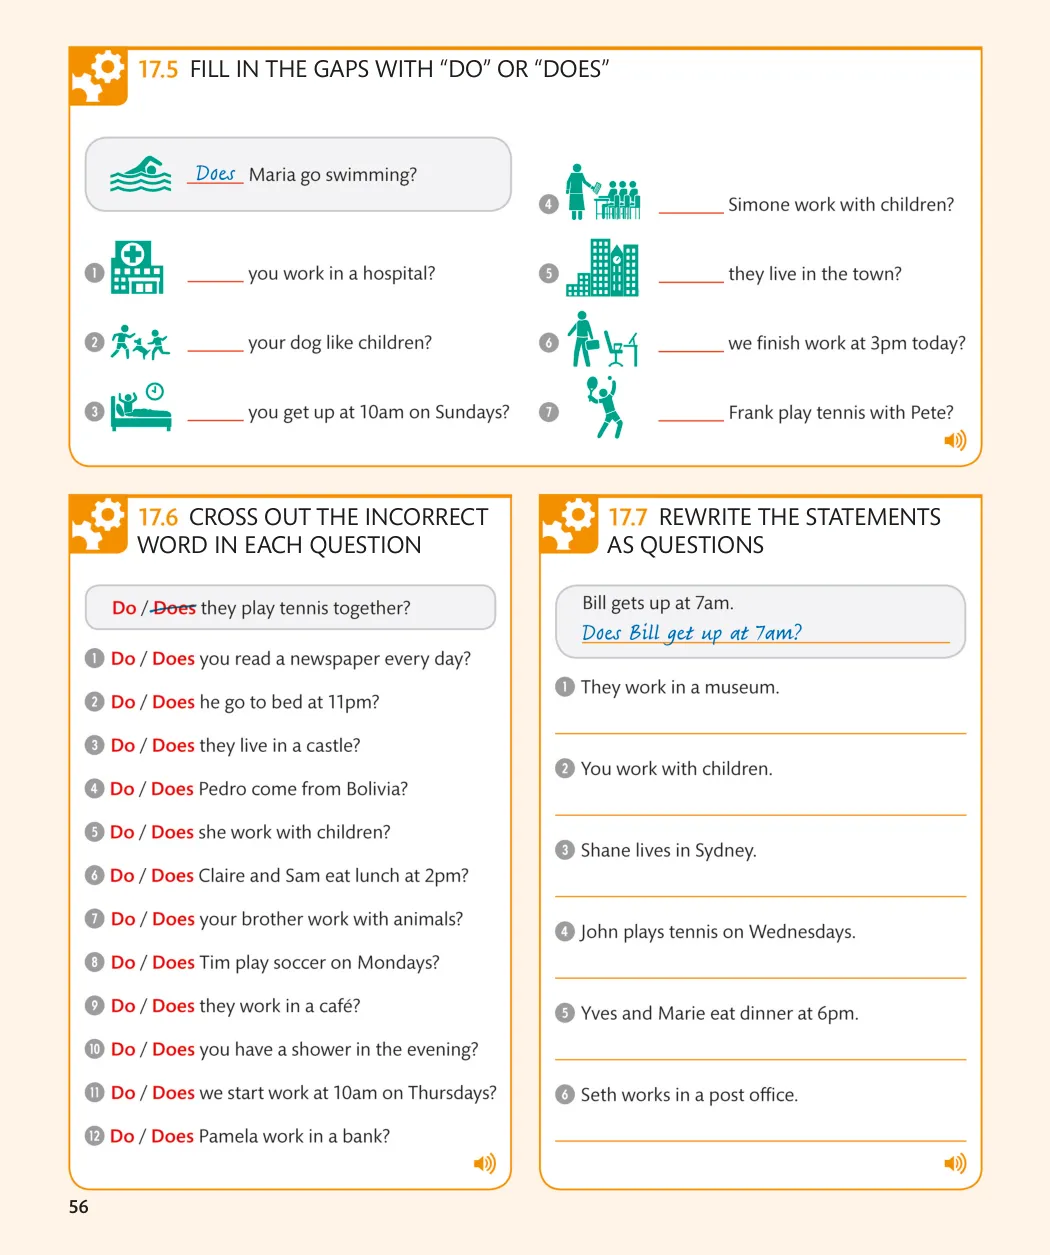 17.5 FILL IN THE GAPS WITH “DO” OR “DOES”
Does Maria go swimming?
1 ______ you work in a hospital?
2 ______ your dog like children?
3 ______ you get up at 10am on Sundays?
4 ______ Simone work with children?
5 ______ they live in the town?
6 ______ we finish work at 3pm today?
7 ______ Frank play tennis with Pete?
17.6 CROSS OUT THE INCORRECT
WORD IN EACH QUESTION
Do / Does they play tennis together?
1 Do / Does you read a newspaper every day?
2 Do / Does he go to bed at 11pm?
3 Do / Does they live in a castle?
4 Do / Does Pedro come from Bolivia?
5 Do / Does she work with children?
6 Do / Does Claire and Sam eat lunch at 2pm?
7 Do / Does your brother work with animals?
8 Do / Does Tim play soccer on Mondays?
9 Do / Does they work in a café?
10 Do / Does you have a shower in the evening?
11 Do / Does we start work at 10am on Thursdays?
12 Do / Does Pamela work in a bank?
17.7 REWRITE THE STATEMENTS
AS QUESTIONS
Bill gets up at 7am.
Does Bill get up at 7am?
1 They work in a museum.
2 You work with children.
3 Shane lives in Sydney.
4 John plays tennis on Wednesdays.
5 Yves and Marie eat dinner at 6pm.
6 Seth works in a post office.
56